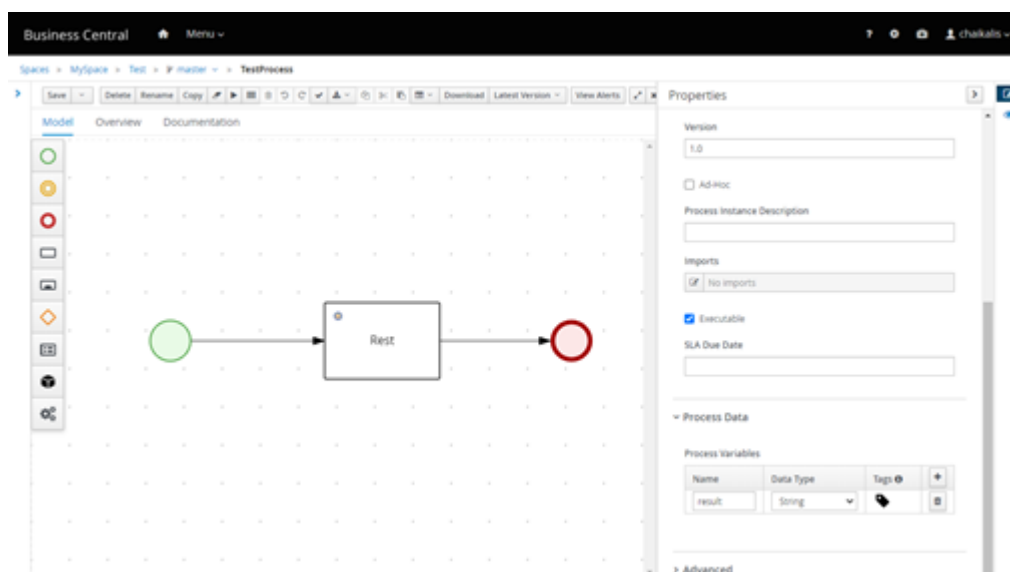 Business Central Menu ? chaikalis
Spaces » MySpace » Test » master » TestProcess
Save Delete Rename Copy Download Latest Version View Alerts
Properties
Model Overview Documentation
Version
1.0
Ad-Hoc
Process Instance Description
Imports
No imports
Executable
SLA Due Date
Rest
Process Data
Process Variables
Name Data Type Tags +
result String
Advanced